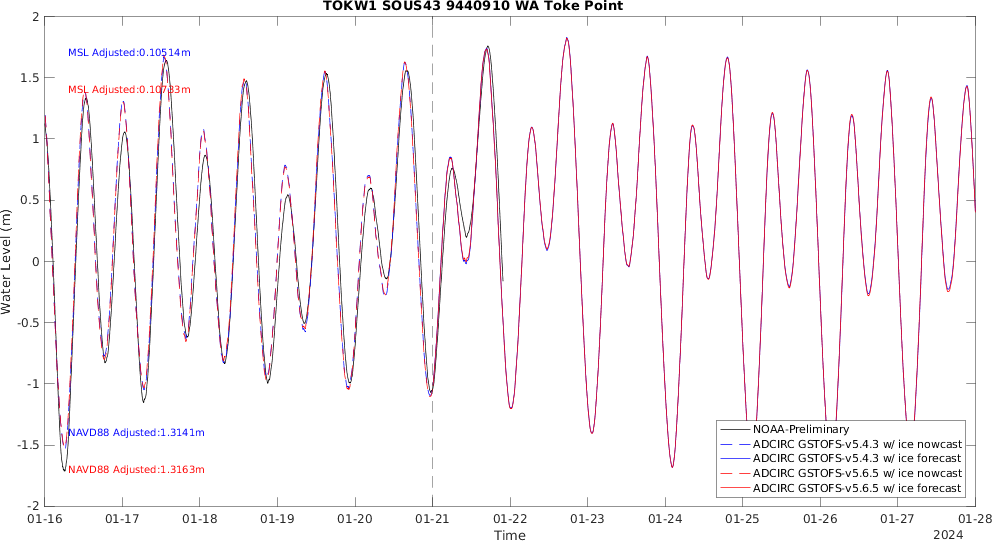 TOKW1 SOUS43 9440910 WA Toke Point
2
1.5
1
0.5
0
-0.5
-1
-1.5
-2
Water Level (m)
MSL Adjusted:0.10514m
MSL Adjusted:0.10733m
NAVD88 Adjusted:1.3141m
NAVD88 Adjusted:1.3163m
NOAA-Preliminary
ADCIRC GSTOFS-v5.4.3 w/ ice nowcast
ADCIRC GSTOFS-v5.4.3 w/ ice forecast
ADCIRC GSTOFS-v5.6.5 w/ ice nowcast
ADCIRC GSTOFS-v5.6.5 w/ ice forecast
01-16 01-17 01-18 01-19 01-20 01-21 01-22 01-23 01-24 01-25 01-26 01-27 01-28
Time
2024